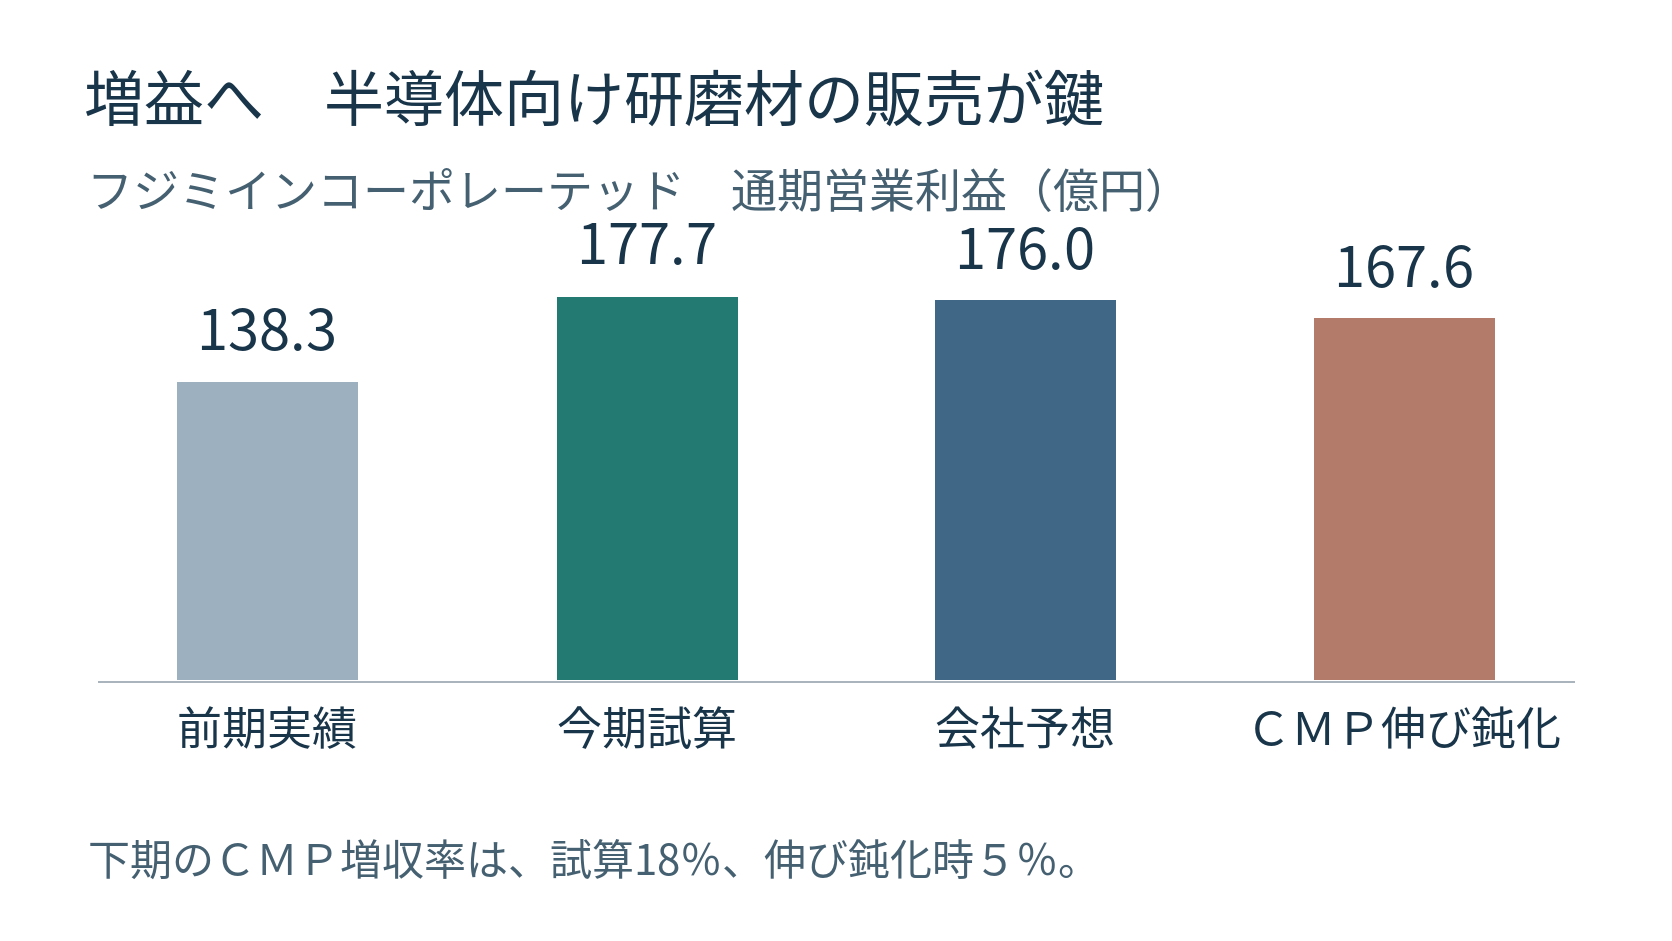 増益へ　半導体向け研磨材の販売が鍵
フジミインコーポレーテッド　通期営業利益（億円）
138.3
177.7
176.0
167.6
前期実績
今期試算
会社予想
ＣＭＰ伸び鈍化
下期のＣＭＰ増収率は、試算18％、伸び鈍化時５％。